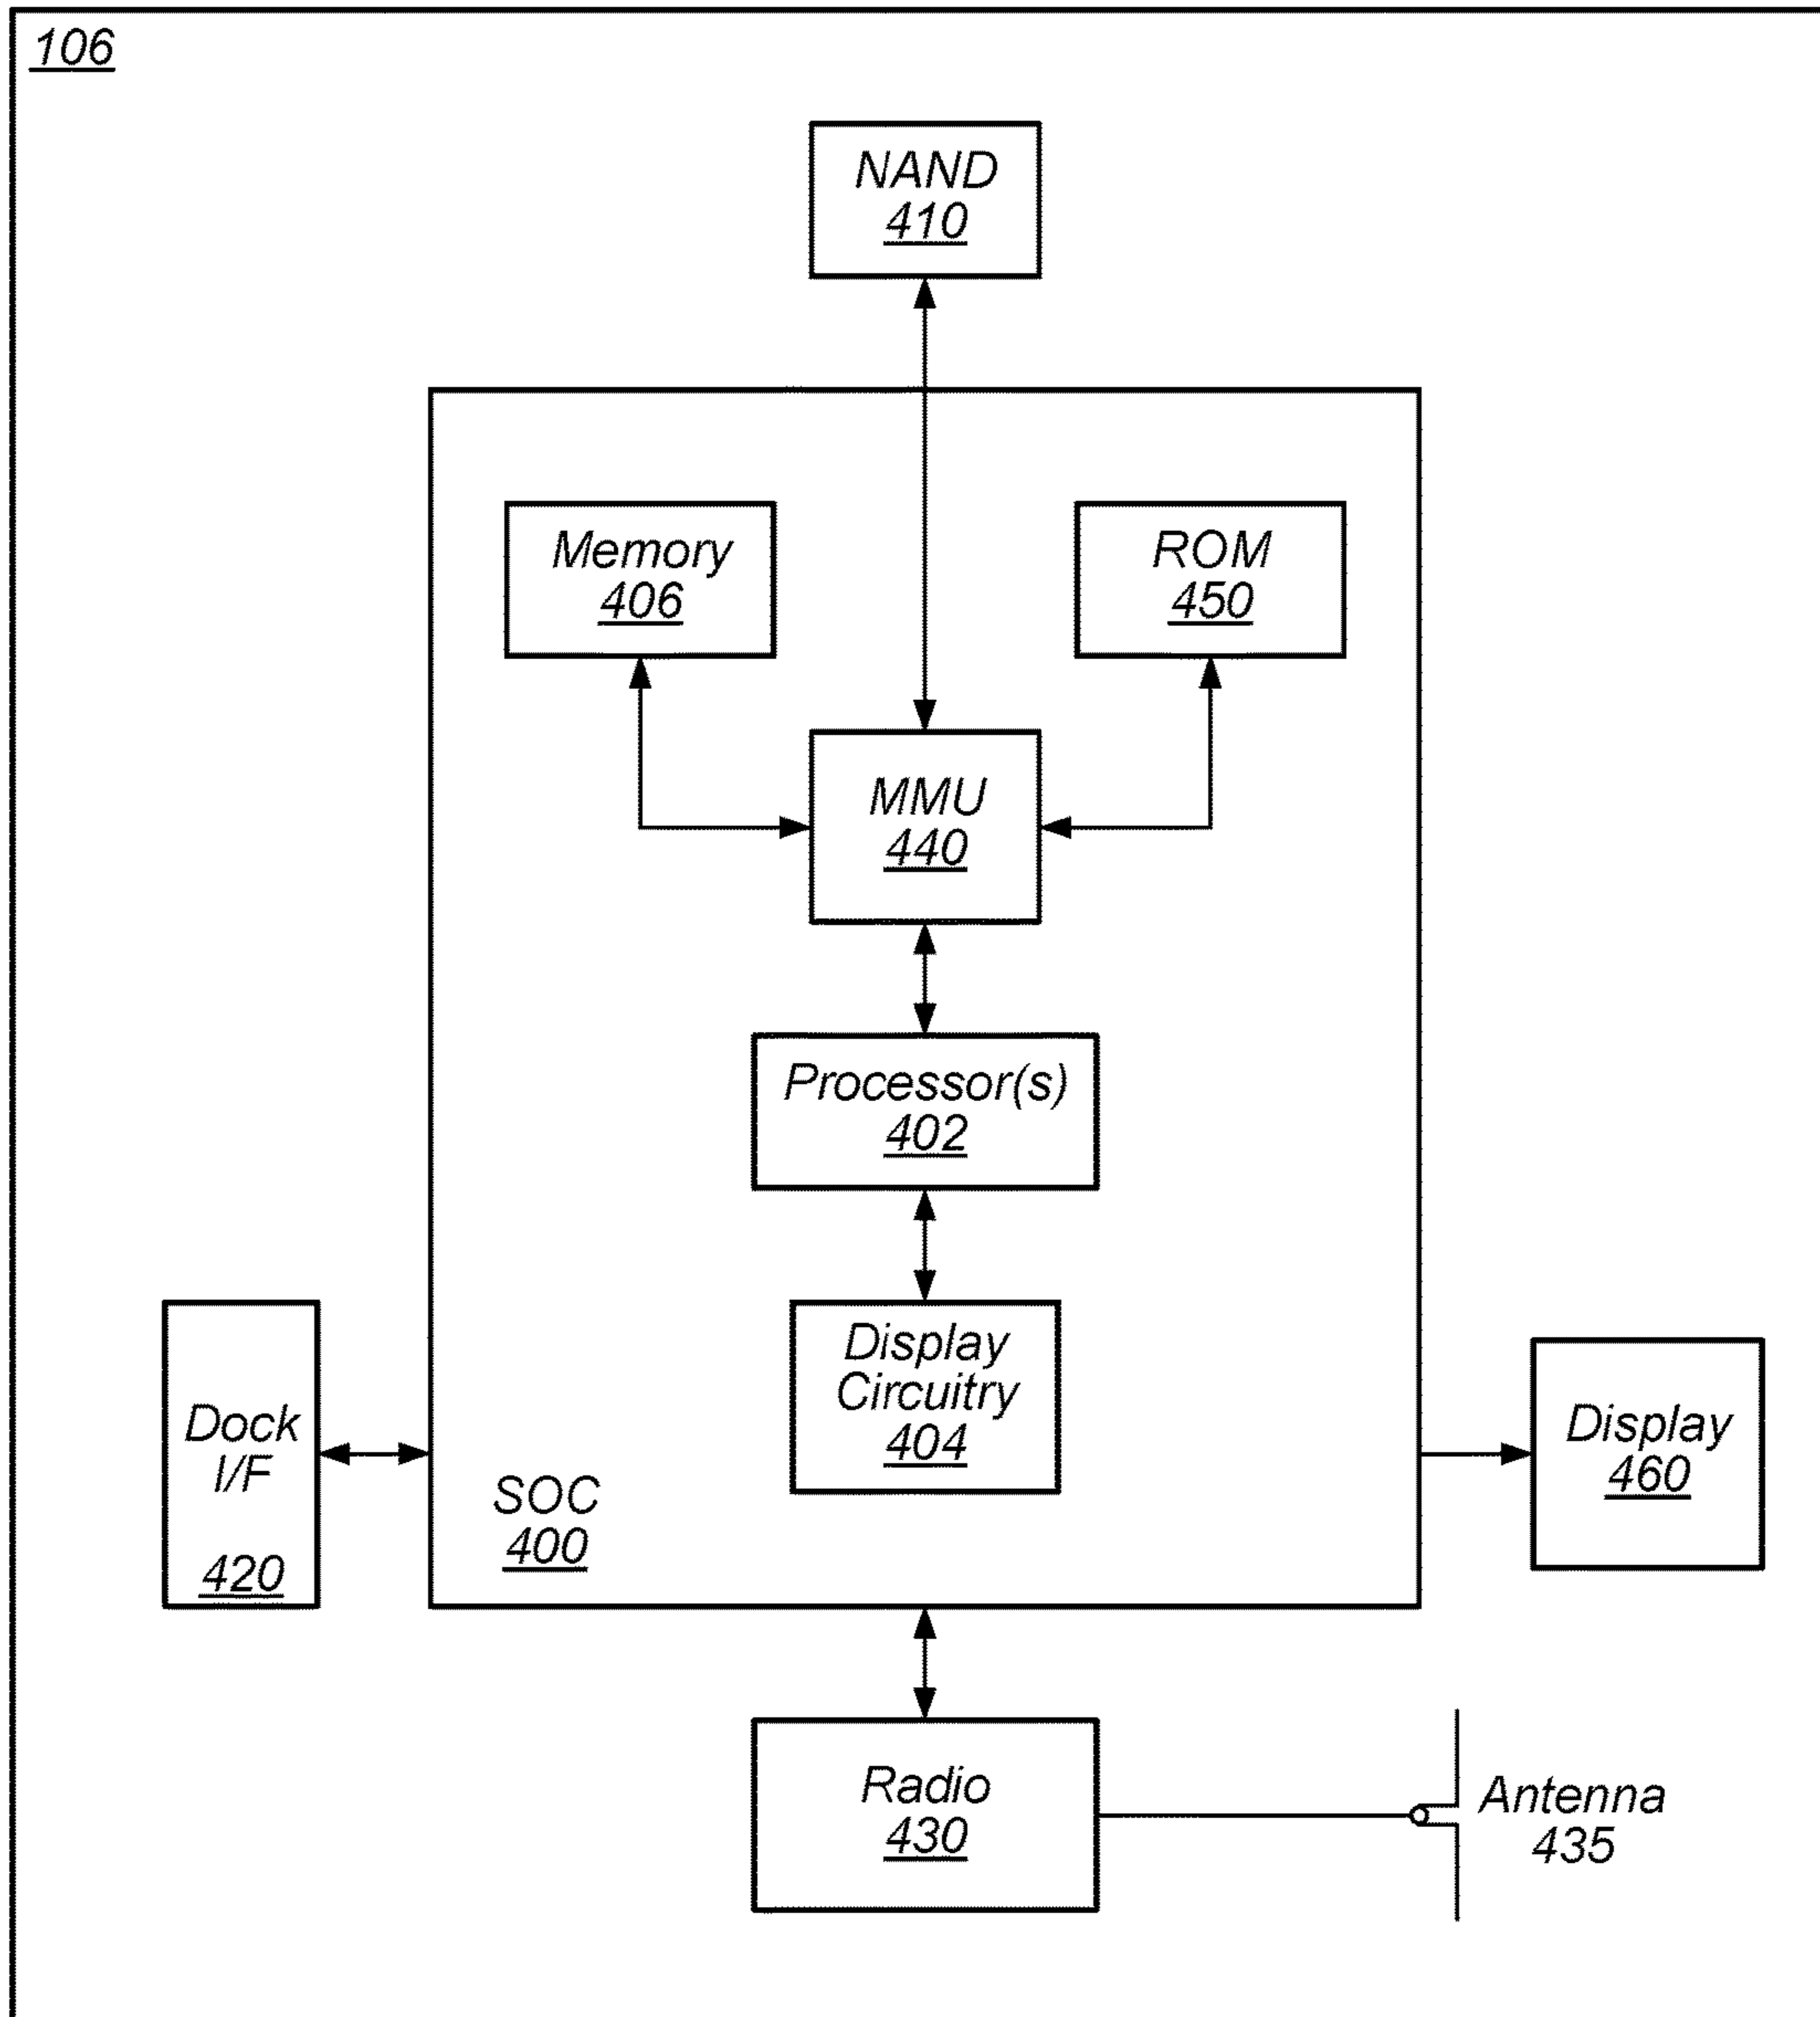 106
NAND
410
Memory
406
ROM
450
MMU
440
Processor(s)
402
Display
Circuitry
404
Dock
I/F
420
SOC
400
Display
460
Radio
430
Antenna
435